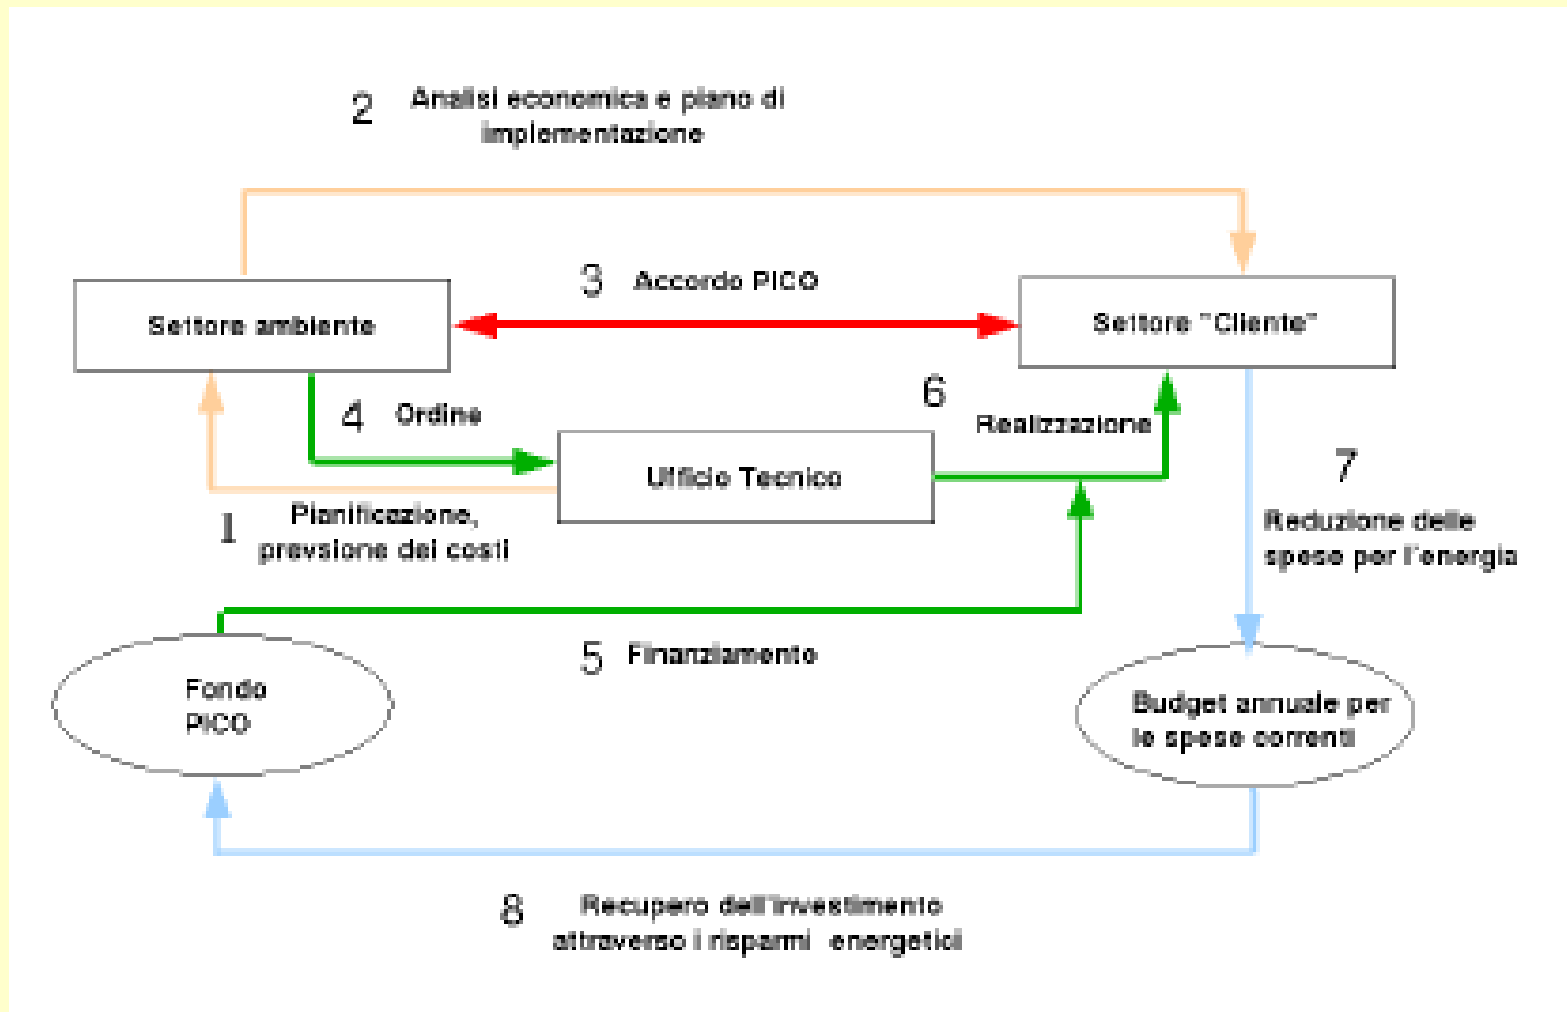 2 Analisi economica e piano di
implementazione
3 Accordo PICO
Settore ambiente
Settore "Cliente"
4 Ordine
6
Realizzazione
Ufficio Tecnico
7
1 Pianificazione,
prevsione dei costi
Reduzione delle
spese per l'energia
5 Finanziamento
Fondo
PICO
Budget annuale per
le spese correnti
8 Recupero dell'investimento
attraverso i risparmi energetici